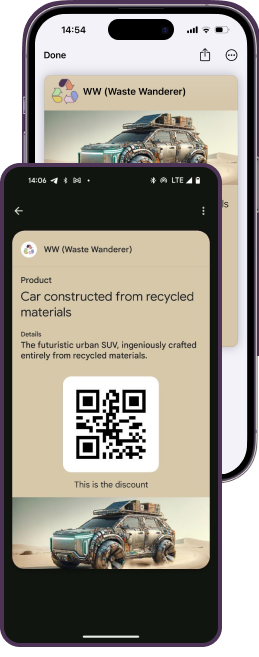 14:54
Done
WW (Waste Wanderer)
ls
14:06
LTE
WW (Waste Wanderer)
Product
Car constructed from recycled
materials
Details
The futuristic urban SUV, ingeniously crafted
entirely from recycled materials.
This is the discount